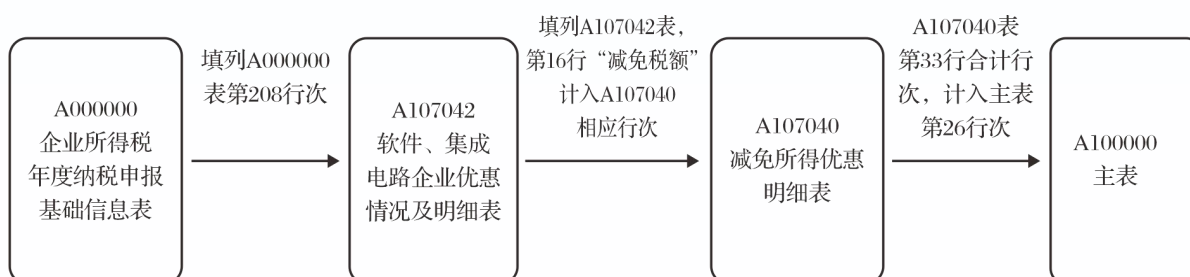 A000000
企业所得税
年度纳税申报
基础信息表
填列A000000
表第208行次
A107042
软件、集成
电路企业优惠
情况及明细表
填列A107042表，
第16行“减免税额”
计入A107040
相应行次
A107040
减免所得优惠
明细表
A107040表
第33行合计行
次，计入主表
第26行次
A100000
主表